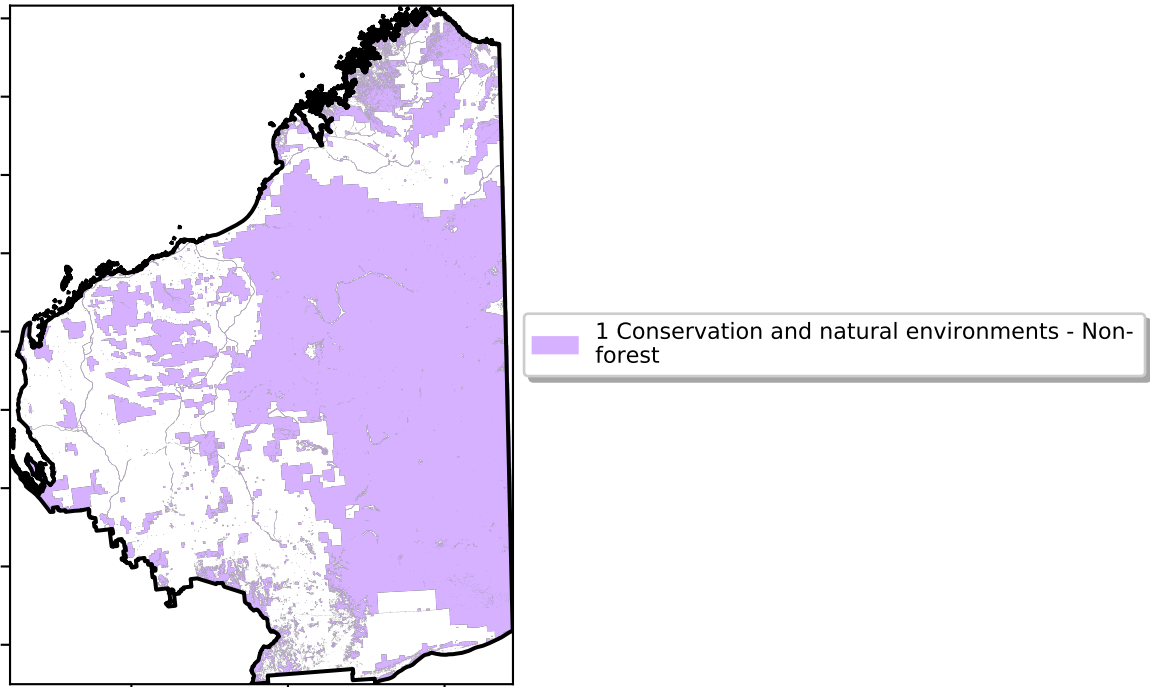 1 Conservation and natural environments - Non-
forest